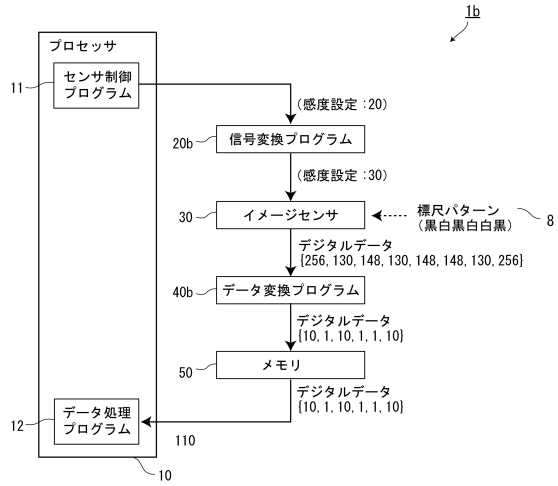 1b
プロセッサ
11
センサ制御
プログラム
(感度設定:20)
20b
信号変換プログラム
(感度設定:30)
30
イメージセンサ
標尺パターン
(黒白黒白白黒)
8
デジタルデータ
{256,130,148,130,148,148,130,256}
40b
データ変換プログラム
デジタルデータ
{10,1,10,1,1,10}
50
メモリ
デジタルデータ
{10,1,10,1,1,10}
12
データ処理
プログラム
110
10